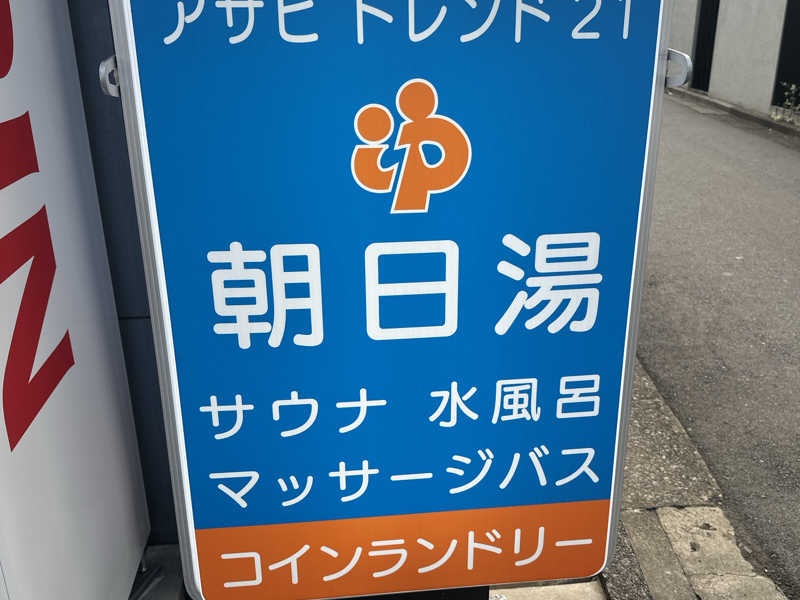 アサヒ トレンド 21
ゆ
朝日湯
サウナ 水風呂
マッサージバス
コインランドリー
IN